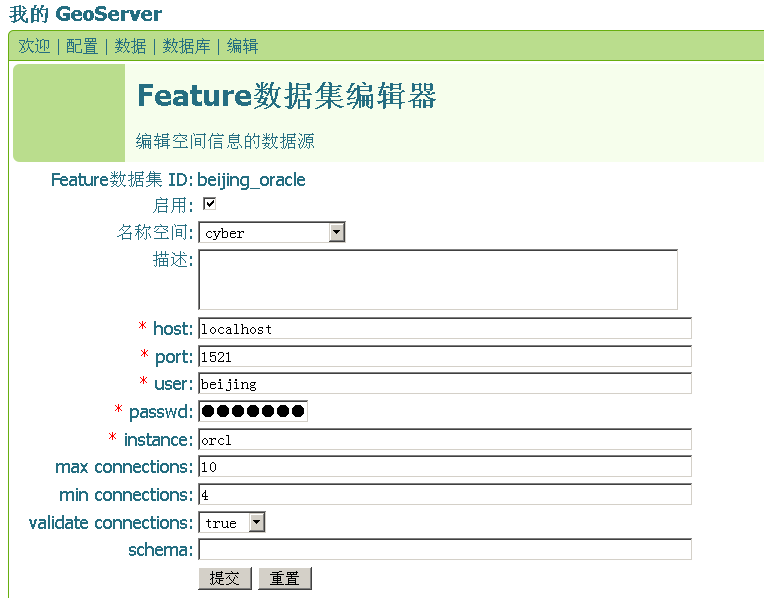 我的 GeoServer
欢迎 | 配置 | 数据 | 数据库 | 编辑
Feature数据集编辑器
编辑空间信息的数据源
Feature数据集 ID: beijing_oracle
启用:
名称空间: cyber
描述:
* host: localhost
* port: 1521
* user: beijing
* passwd: ●●●●●●●
* instance: orcl
max connections: 10
min connections: 4
validate connections: true
schema:
提交 重置